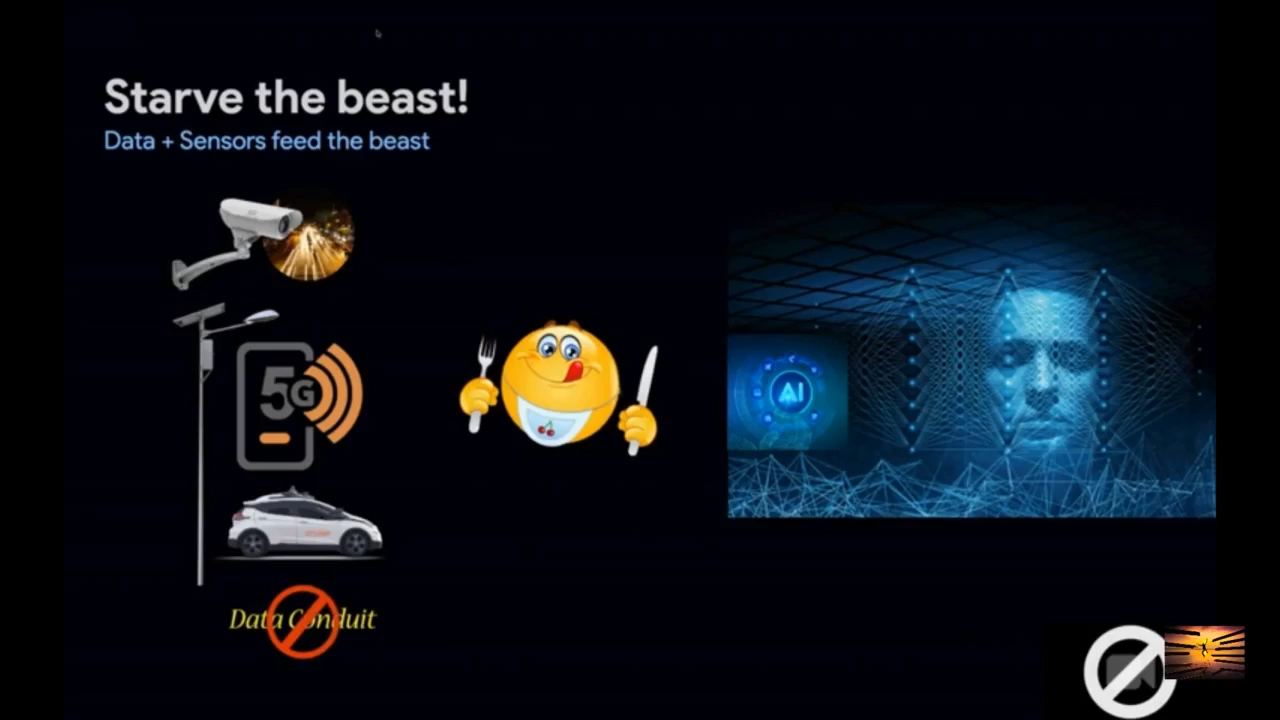 Starve the beast!
Data + Sensors feed the beast
5G
AI
Data Conduit